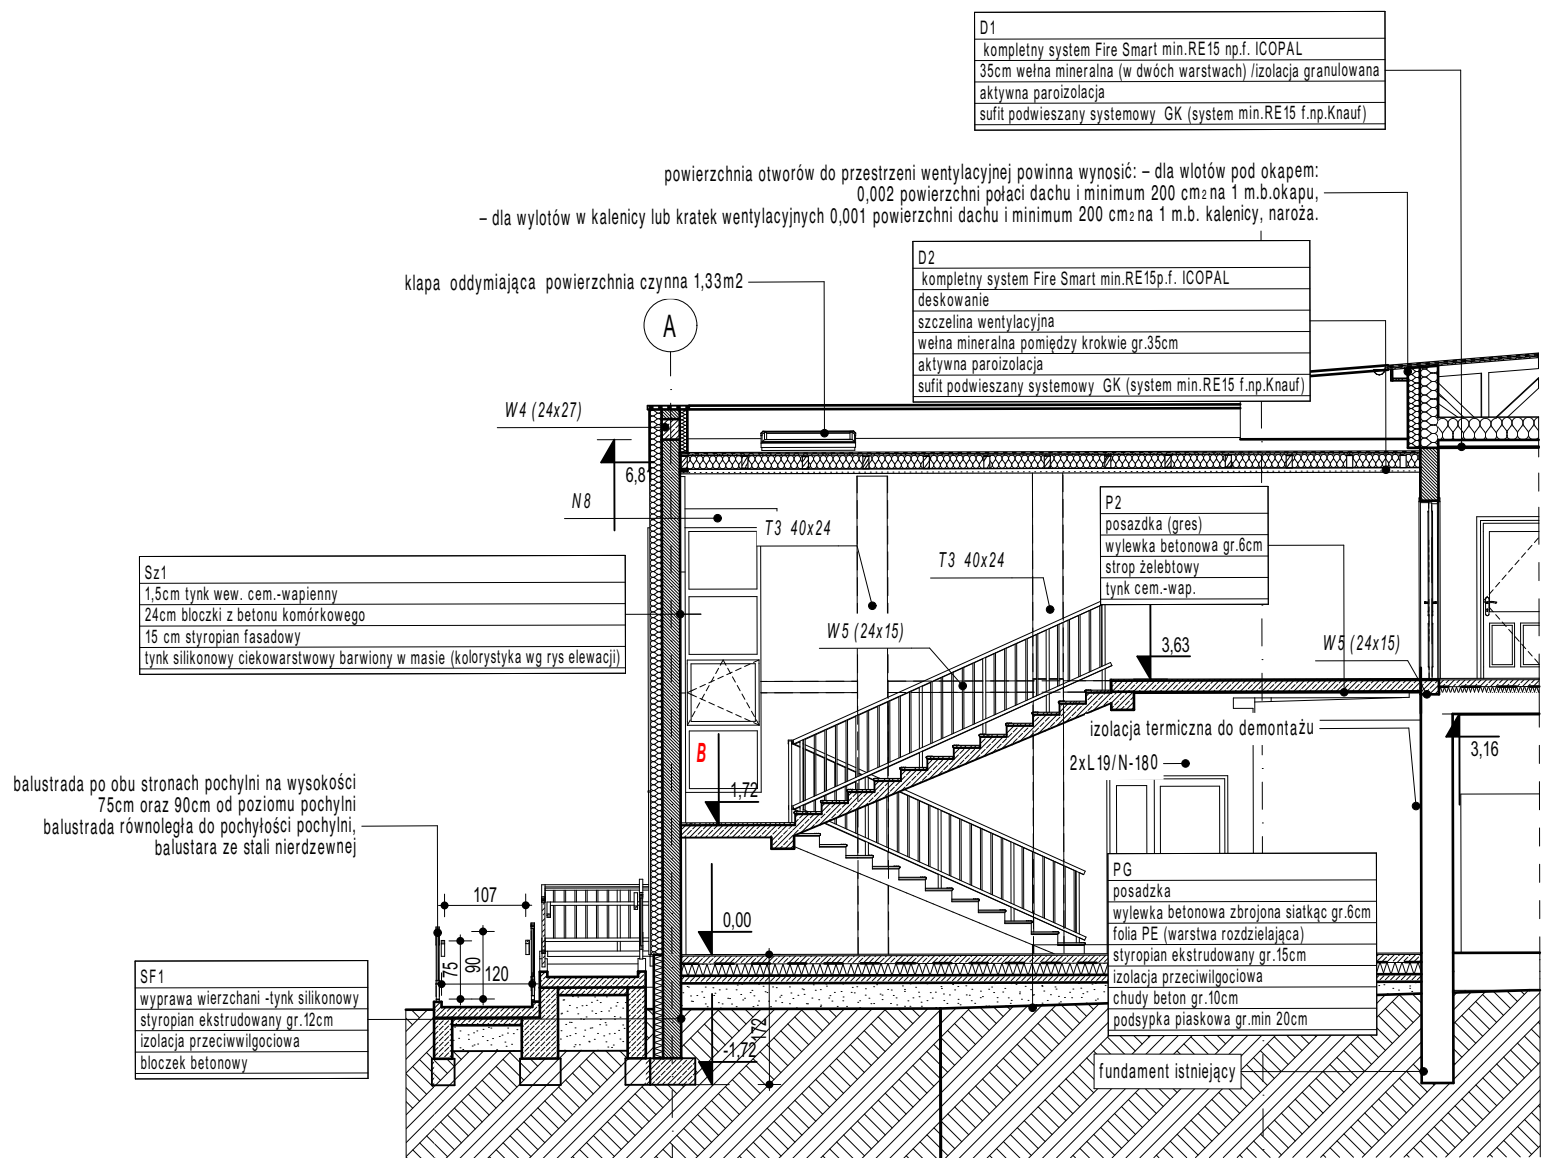 D1
kompletny system Fire Smart min.RE15 np.f. ICOPAL
35cm wełna mineralna (w dwóch warstwach) /izolacja granulowana
aktywna paroizolacja
sufit podwieszany systemowy GK (system min.RE15 f.np.Knauf)
powierzchnia otworów do przestrzeni wentylacyjnej powinna wynosić: – dla wlotów pod okapem:
0,002 powierzchni połaci dachu i minimum 200 cm2 na 1 m.b.okapu,
– dla wylotów w kalenicy lub kratek wentylacyjnych 0,001 powierzchni dachu i minimum 200 cm2 na 1 m.b. kalenicy, naroża.
D2
kompletny system Fire Smart min.RE15p.f. ICOPAL
deskowanie
szczelina wentylacyjna
wełna mineralna pomiędzy krokwie gr.35cm
aktywna paroizolacja
sufit podwieszany systemowy GK (system min.RE15 f.np.Knauf)
klapa oddymiająca powierzchnia czynna 1,33m2
A
W4 (24x27)
6,8
N8
T3 40x24
T3 40x24
P2
posazdka (gres)
wylewka betonowa gr.6cm
strop żelebtowy
tynk cem.-wap.
Sz1
1,5cm tynk wew. cem.-wapienny
24cm bloczki z betonu komórkowego
15 cm styropian fasadowy
tynk silikonowy ciekowarstwowy barwiony w masie (kolorystyka wg rys elewacji)
W5 (24x15)
3,63
W5 (24x15)
izolacja termiczna do demontażu
3,16
B
2xL19/N-180
1,72
balustrada po obu stronach pochylni na wysokości
75cm oraz 90cm od poziomu pochylni
balustrada równoległa do pochyłości pochylni,
balustara ze stali nierdzewnej
107
0,00
75
90
120
PG
posadzka
wylewka betonowa zbrojona siatkąc gr.6cm
folia PE (warstwa rozdzielająca)
styropian ekstrudowany gr.15cm
izolacja przeciwilgociowa
chudy beton gr.10cm
podsypka piaskowa gr.min 20cm
SF1
wyprawa wierzchani -tynk silikonowy
styropian ekstrudowany gr.12cm
izolacja przeciwwilgociowa
bloczek betonowy
172
-1,72
fundament istniejący